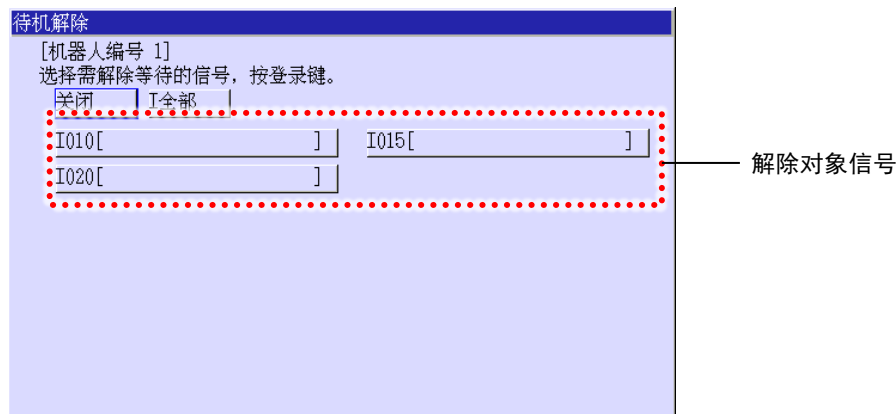 待机解除
[机器人编号 1]
选择需解除等待的信号，按登录键。
关闭 I全部
I010[ ] I015[ ]
I020[ ]
解除对象信号